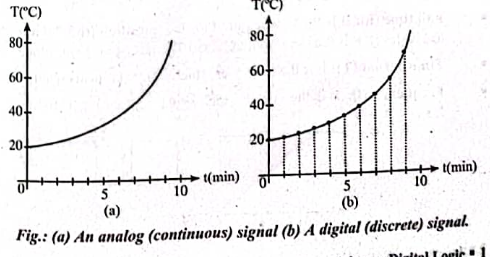 T(°C)
80
60
40
20
0
5
10
t(min)
(a)
T(°C)
80
60
40
20
0
5
10
t(min)
(b)
Fig.: (a) An analog (continuous) signal (b) A digital (discrete) signal.
Digital Logic ▪ 1